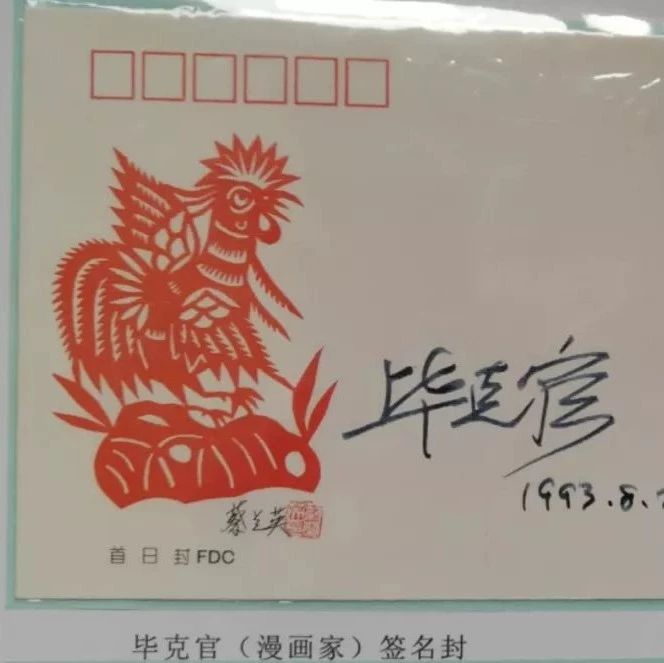 毕克官
1993.8.
蔡兰英
首日封FDC
毕克官（漫画家）签名封